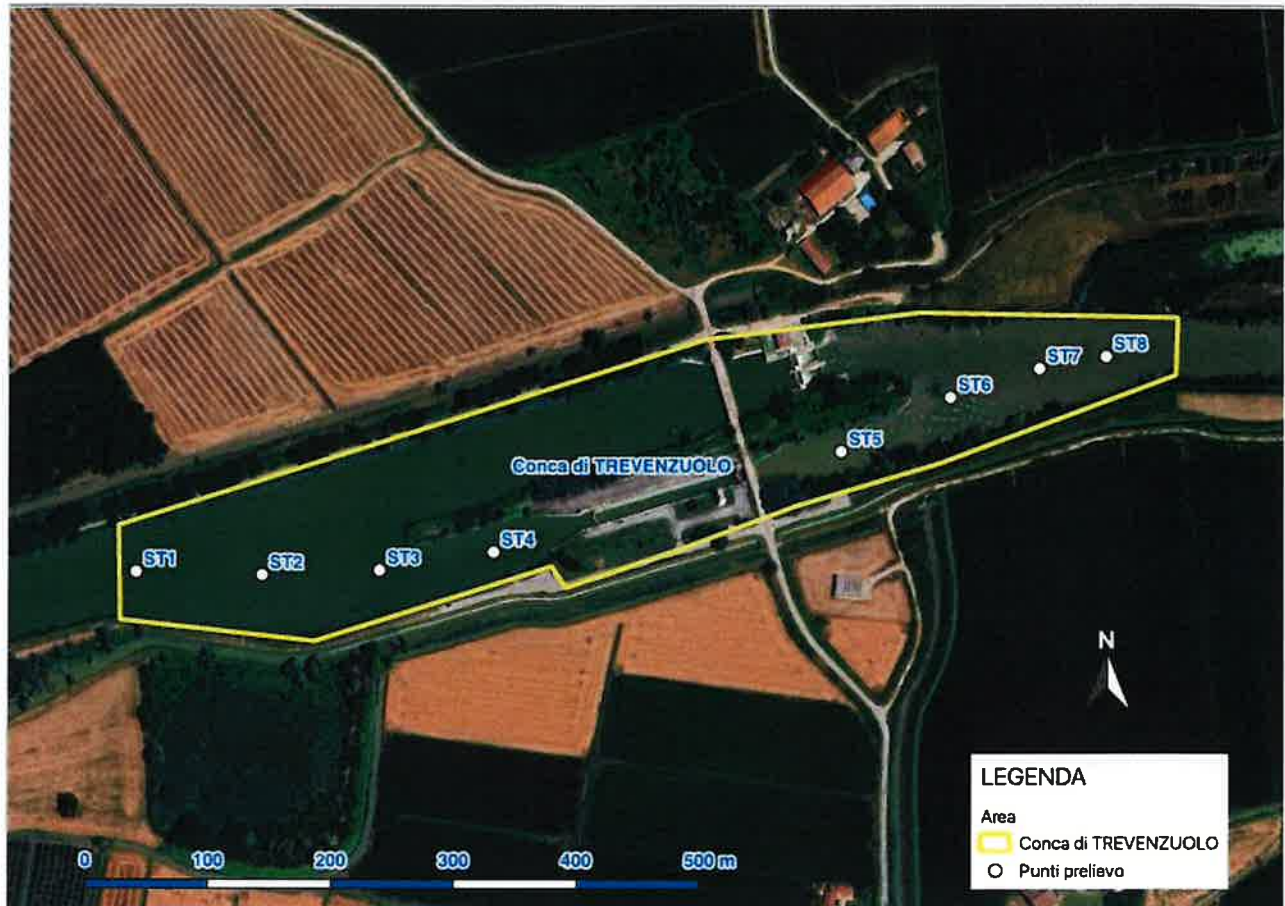 ST7
ST8
ST6
ST5
Conca di TREVENZUOLO
ST4
ST1
ST2
ST3
N
LEGENDA
Area
Conca di TREVENZUOLO
Punti prelievo
0 100 200 300 400 500 m